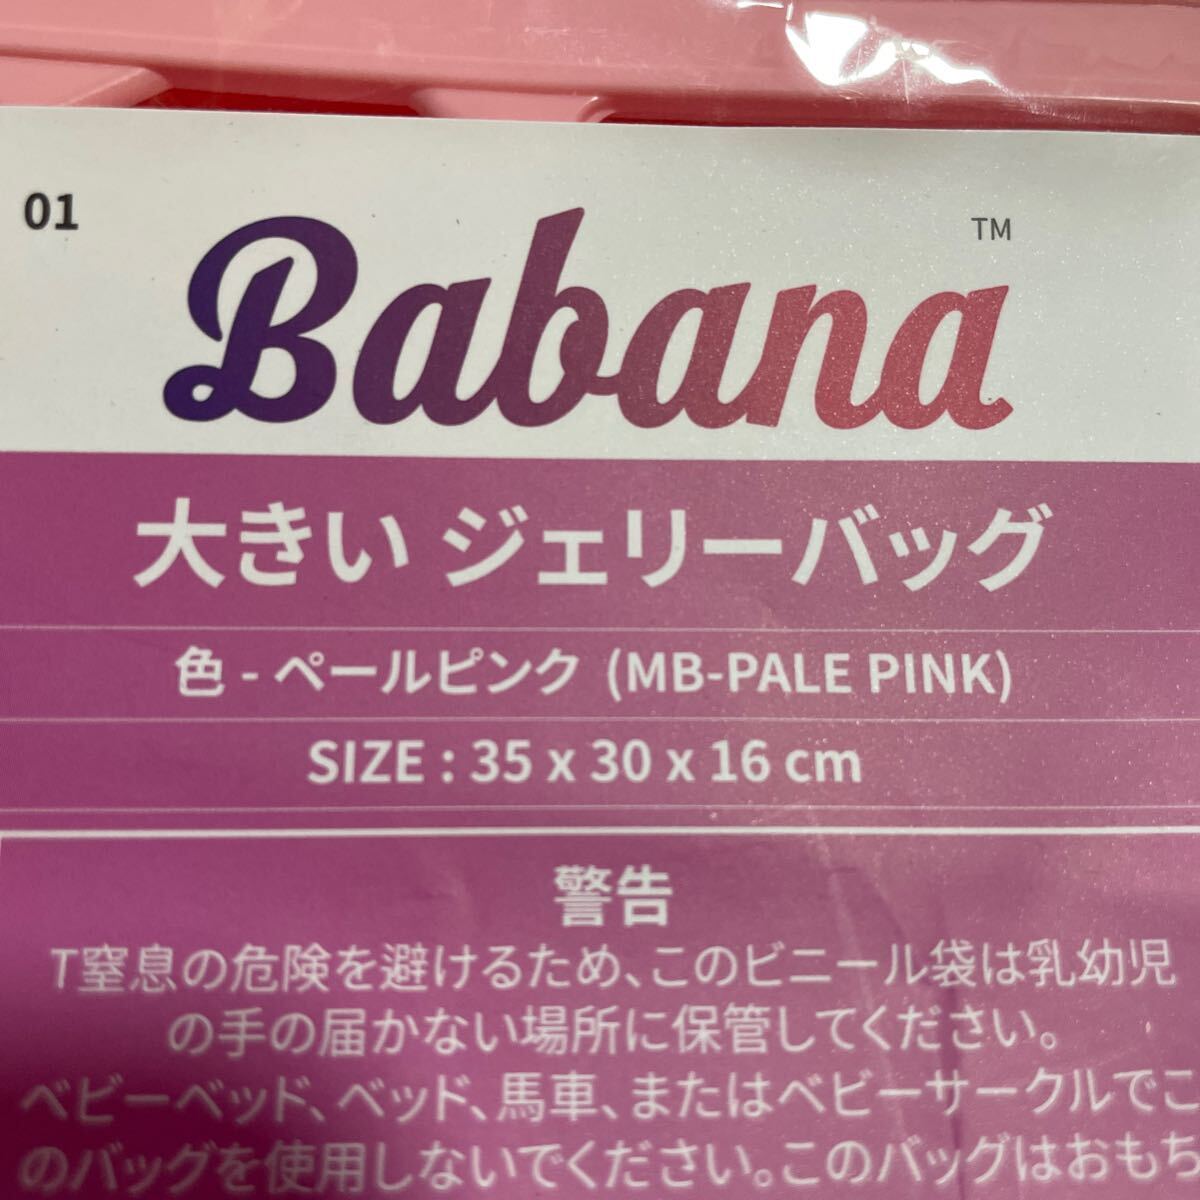 01
Babana
TM
大きい ジェリーバッグ
色 - ペールピンク (MB-PALE PINK)
SIZE : 35 x 30 x 16 cm
警告
T窒息の危険を避けるため、このビニール袋は乳幼児
の手の届かない場所に保管してください。
ベビーベッド、ベッド、馬車、またはベビーサークルでこ
のバッグを使用しないでください。このバッグはおもち